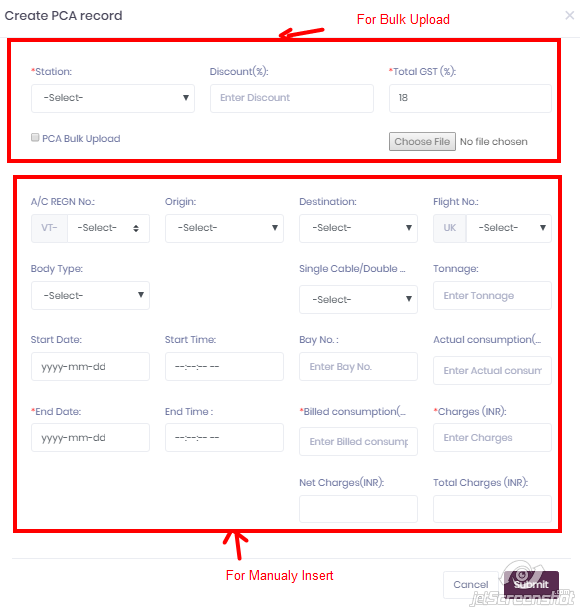 Create PCA record
×
For Bulk Upload
*Station:
Discount(%):
*Total GST (%):
-Select-
Enter Discount
18
PCA Bulk Upload
Choose File No file chosen
A/C REGN No.:
Origin:
Destination:
Flight No.:
VT- -Select-
-Select-
-Select-
UK -Select-
Body Type:
Single Cable/Double ...
Tonnage:
-Select-
-Select-
Enter Tonnage
Start Date:
Start Time:
Bay No. :
Actual consumption(...
yyyy-mm-dd
--:--:-- --
Enter Bay No.
Enter Actual consum
*End Date:
End Time :
*Billed consumption(...
*Charges (INR):
yyyy-mm-dd
--:--:-- --
Enter Billed consump
Enter Charges
Net Charges(INR):
Total Charges (INR):
For Manualy Insert
Cancel
Submit
jetScreenshot